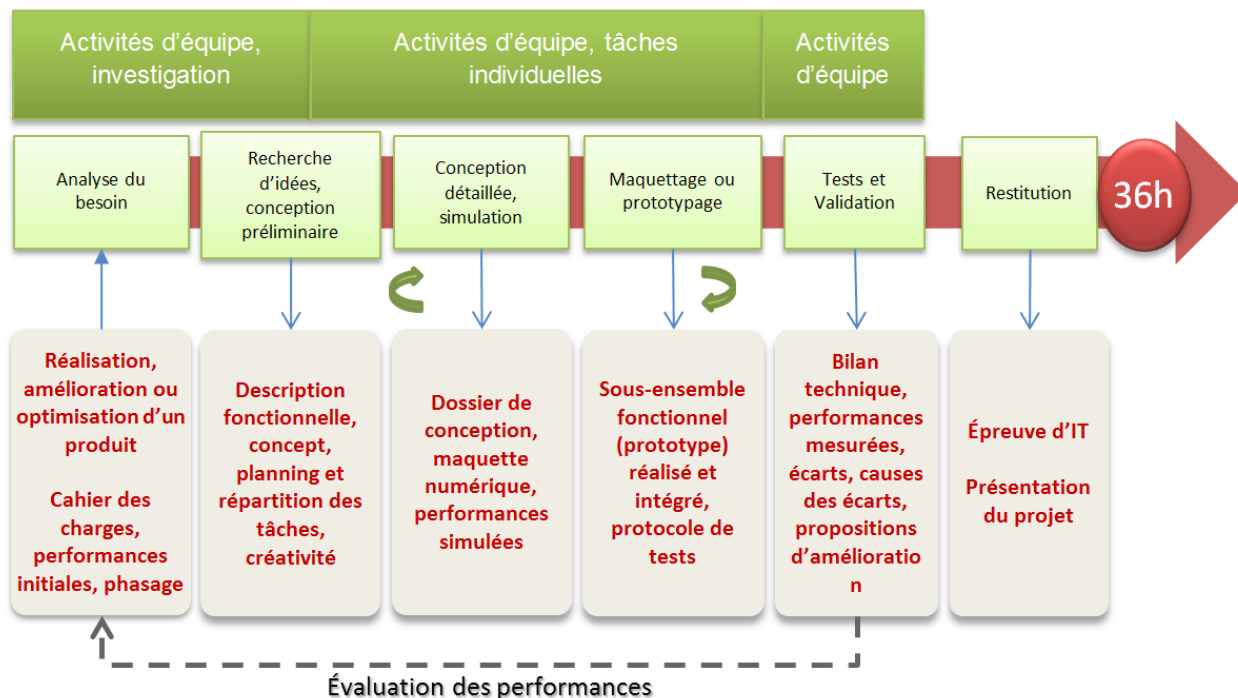 Activités d'équipe,
investigation
Activités d'équipe, tâches
individuelles
Activités
d'équipe
Analyse du
besoin
Recherche
d'idées,
conception
préliminaire
Conception
détaillée,
simulation
Maquettage ou
prototypage
Tests et
Validation
Restitution
36h
Réalisation,
amélioration ou
optimisation d'un
produit
Cahier des
charges,
performances
initiales, phasage
Description
fonctionnelle,
concept,
planning et
répartition des
tâches,
créativité
Dossier de
conception,
maquette
numérique,
performances
simulées
Sous-ensemble
fonctionnel
(prototype)
réalisé et
intégré,
protocole de
tests
Bilan
technique,
performances
mesurées,
écarts, causes
des écarts,
propositions
d'amélioratio
n
Épreuve d'IT
Présentation
du projet
Évaluation des performances